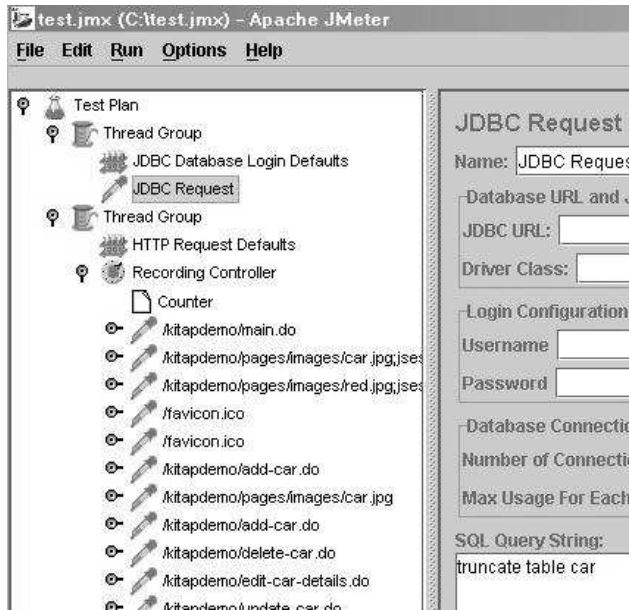 test.jmx (C:\test.jmx) - Apache JMeter
File Edit Run Options Help
Test Plan
Thread Group
JDBC Database Login Defaults
JDBC Request
Thread Group
HTTP Request Defaults
Recording Controller
Counter
/kitapdemo/main.do
/kitapdemo/pages/images/car.jpg;jses
/kitapdemo/pages/images/red.jpg;jses
/favicon.ico
/favicon.ico
/kitapdemo/add-car.do
/kitapdemo/pages/images/car.jpg
/kitapdemo/add-car.do
/kitapdemo/delete-car.do
/kitapdemo/edit-car-details.do
/kitapdemo/update-car.do
JDBC Request
Name: JDBC Reques
Database URL and J
JDBC URL:
Driver Class:
Login Configuration
Username
Password
Database Connectio
Number of Connecti
Max Usage For Each
SQL Query String:
truncate table car